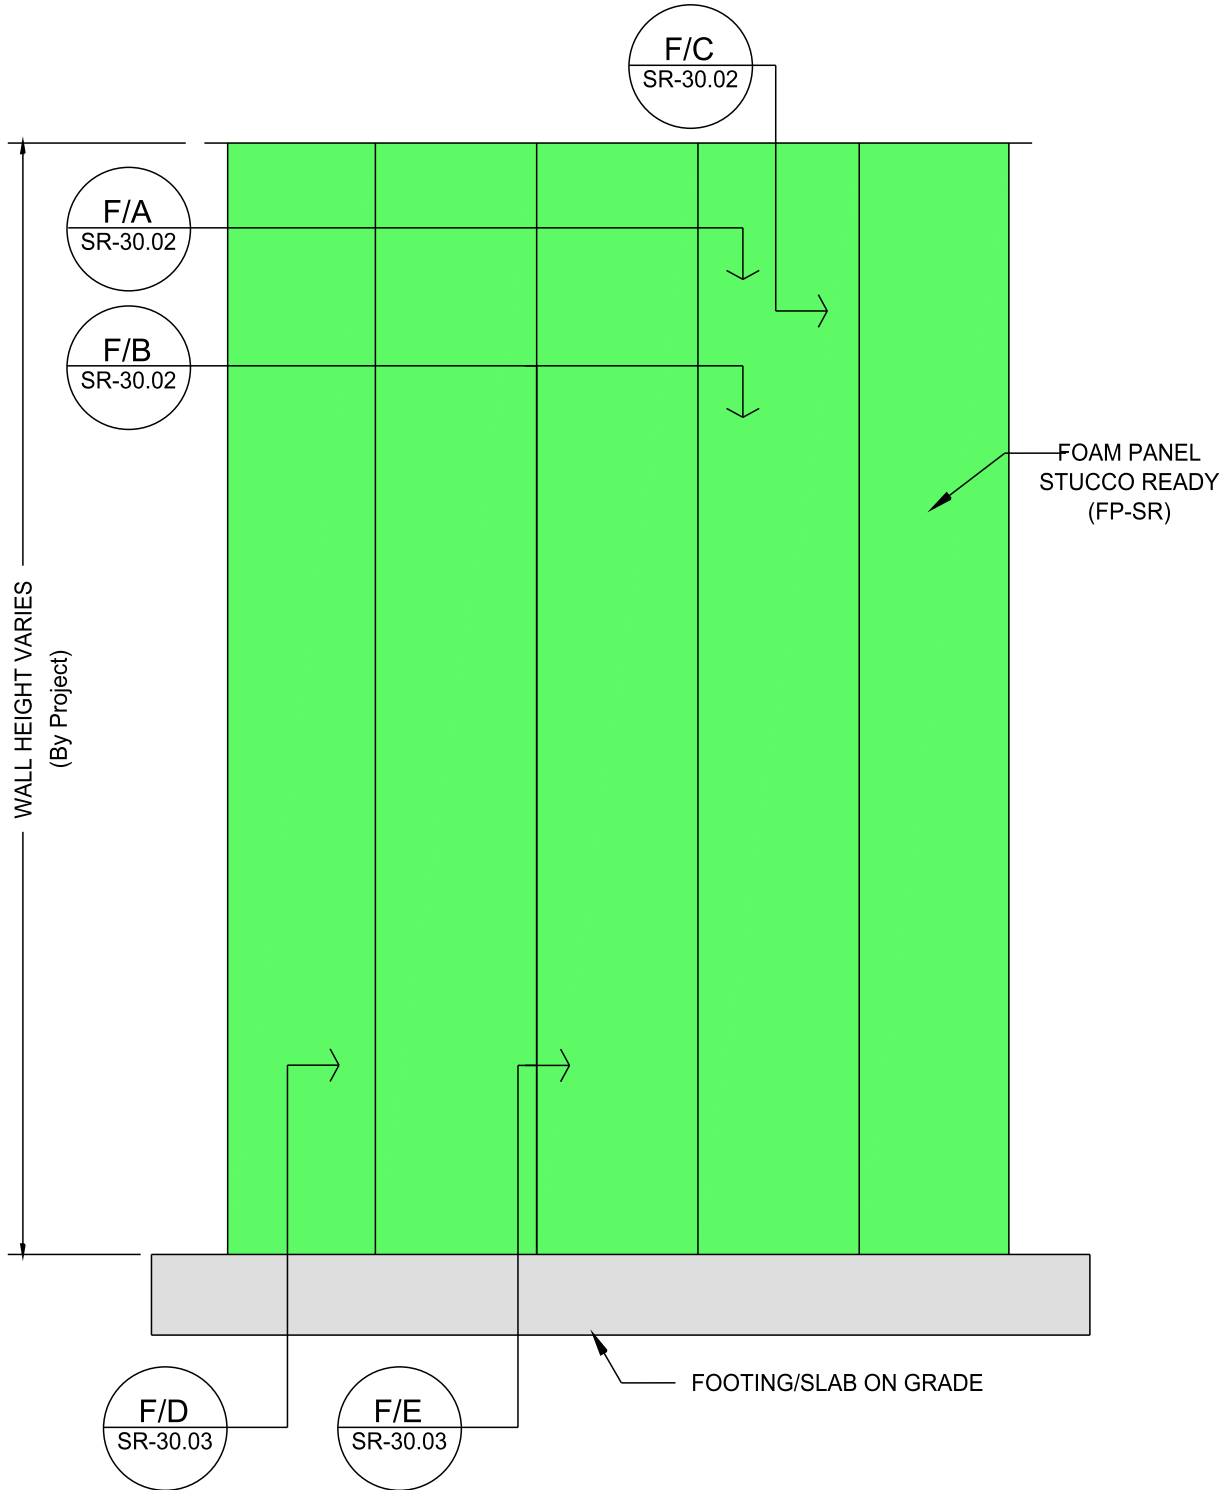 F/C
SR-30.02
F/A
SR-30.02
F/B
SR-30.02
FOAM PANEL
STUCCO READY
(FP-SR)
WALL HEIGHT VARIES
(By Project)
FOOTING/SLAB ON GRADE
F/D
SR-30.03
F/E
SR-30.03